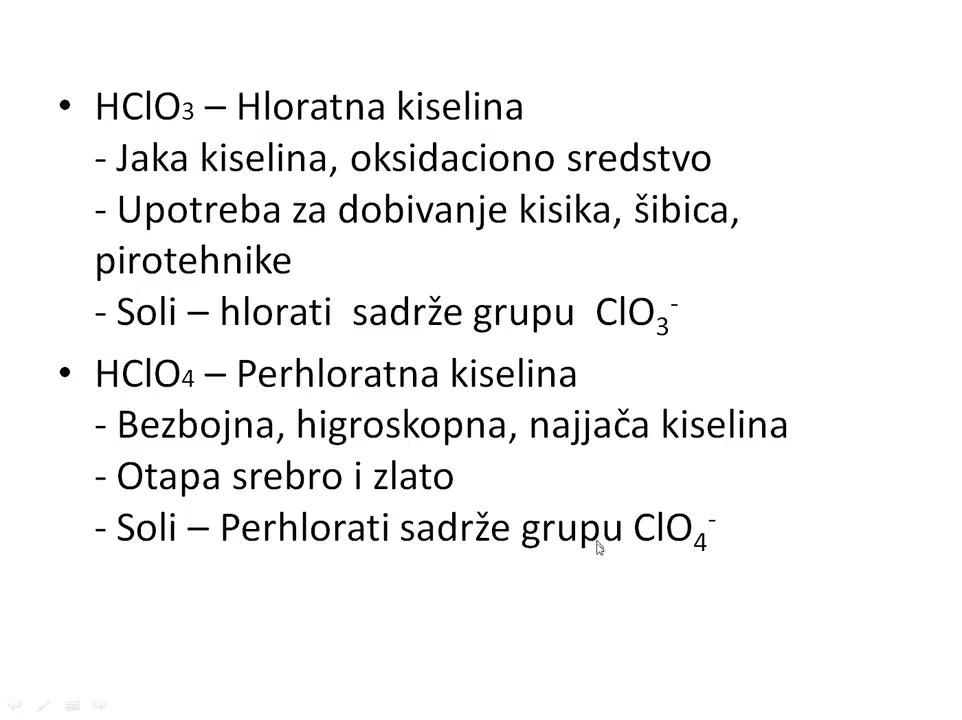 • HClO3 – Hloratna kiselina
- Jaka kiselina, oksidaciono sredstvo
- Upotreba za dobivanje kisika, šibica,
pirotehnike
- Soli – hlorati sadrže grupu ClO₃⁻
• HClO4 – Perhloratna kiselina
- Bezbojna, higroskopna, najjača kiselina
- Otapa srebro i zlato
- Soli – Perhlorati sadrže grupu ClO₄⁻